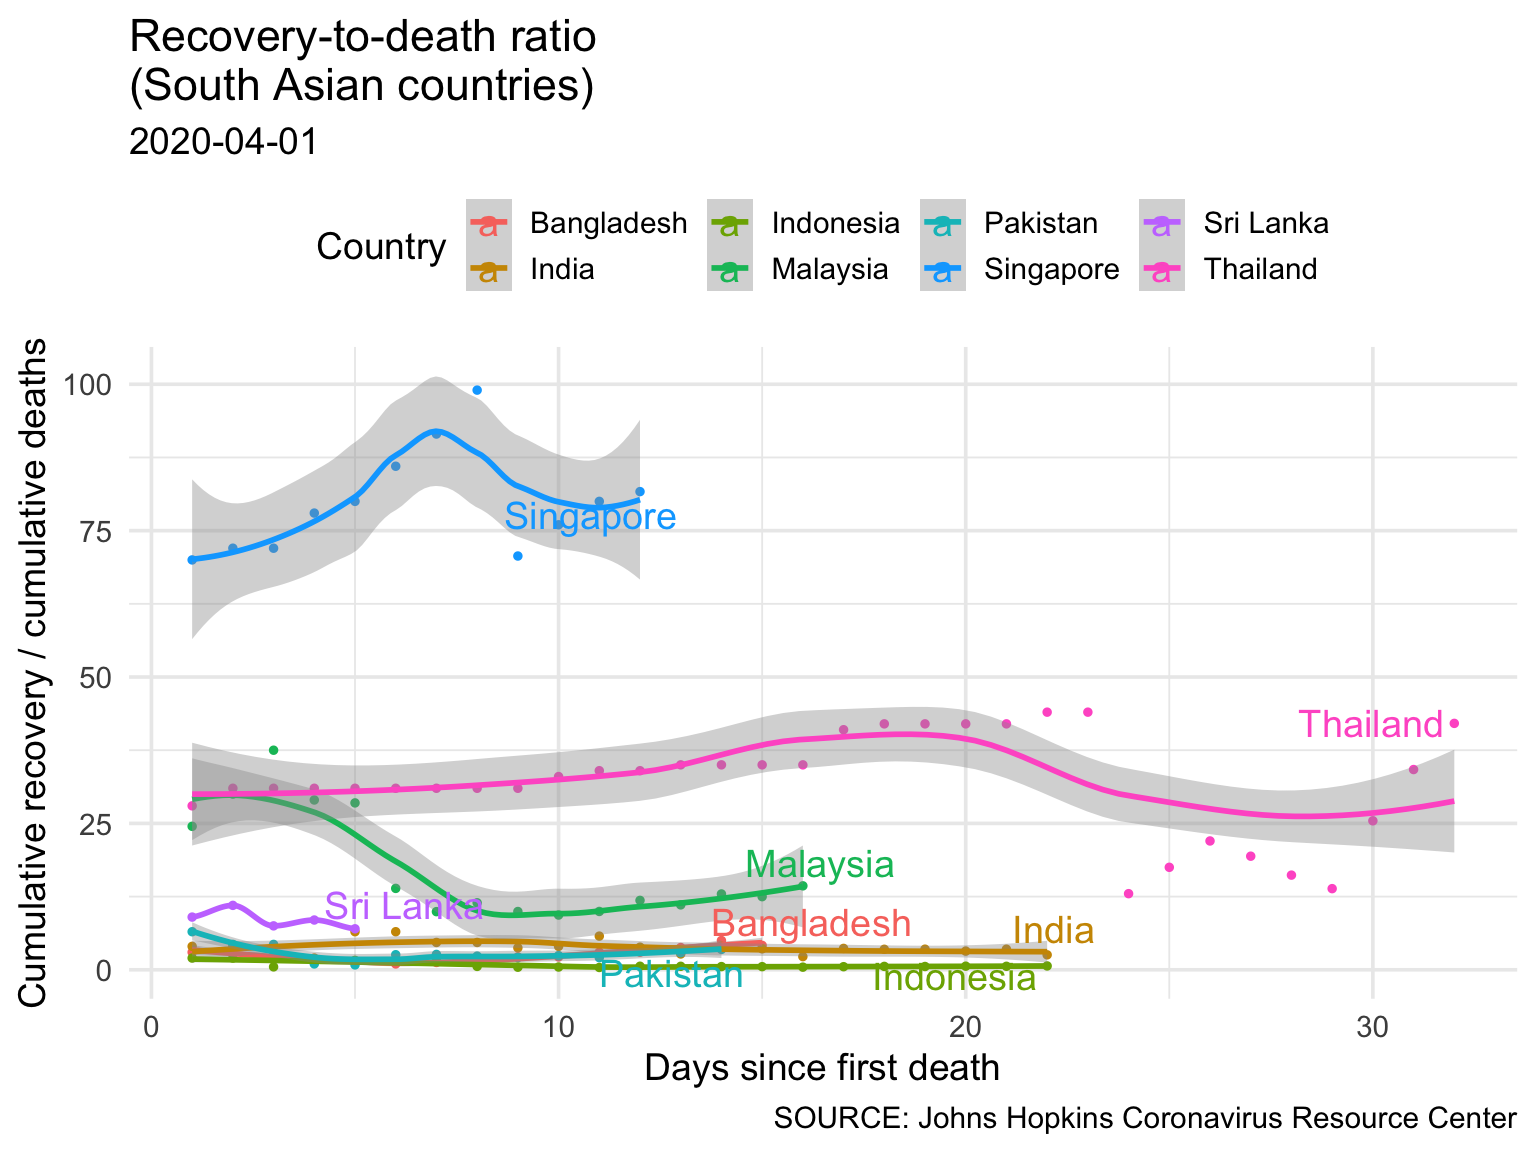 Recovery-to-death ratio
(South Asian countries)
2020-04-01
Country
a Bangladesh a Indonesia a Pakistan a Sri Lanka
a India a Malaysia a Singapore a Thailand
Cumulative recovery / cumulative deaths
100
75
50
25
0
Singapore
Thailand
Malaysia
Sri Lanka
Bangladesh
India
Pakistan
Indonesia
0 10 20 30
Days since first death
SOURCE: Johns Hopkins Coronavirus Resource Center